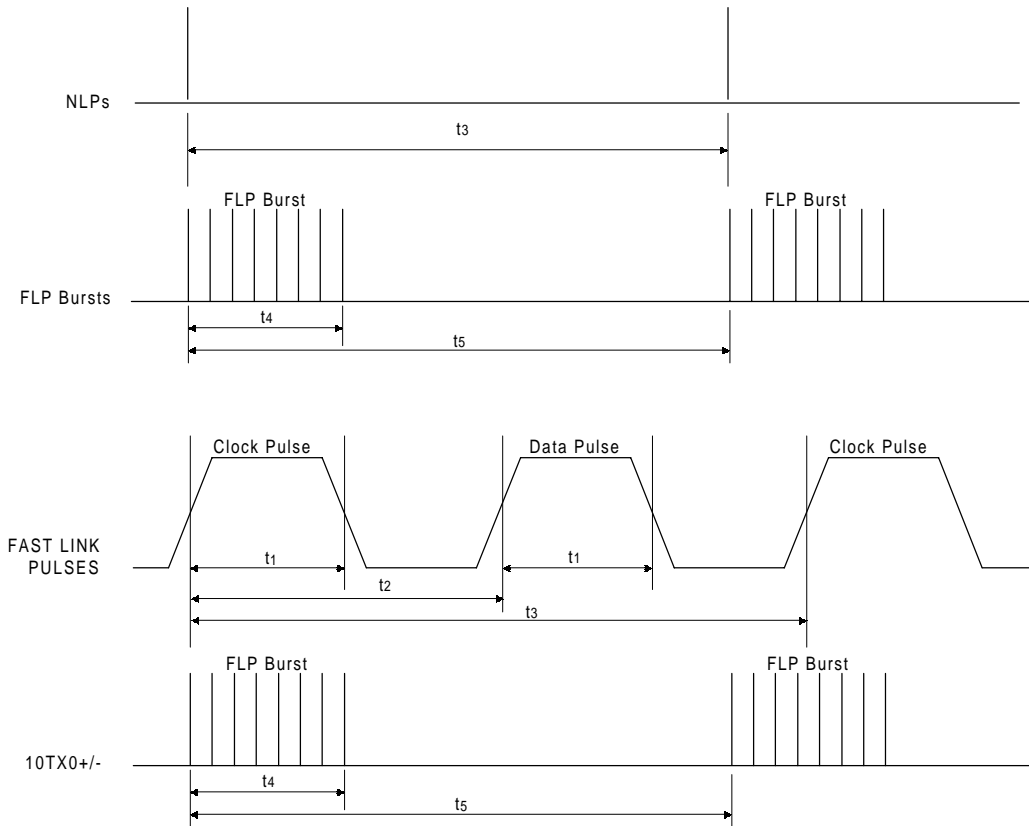 NLPs
t3
FLP Burst FLP Burst
FLP Bursts
t4
t5
Clock Pulse Data Pulse Clock Pulse
FAST LINK
PULSES
t1 t1
t2
t3
FLP Burst FLP Burst
10TX0+/-
t4
t5